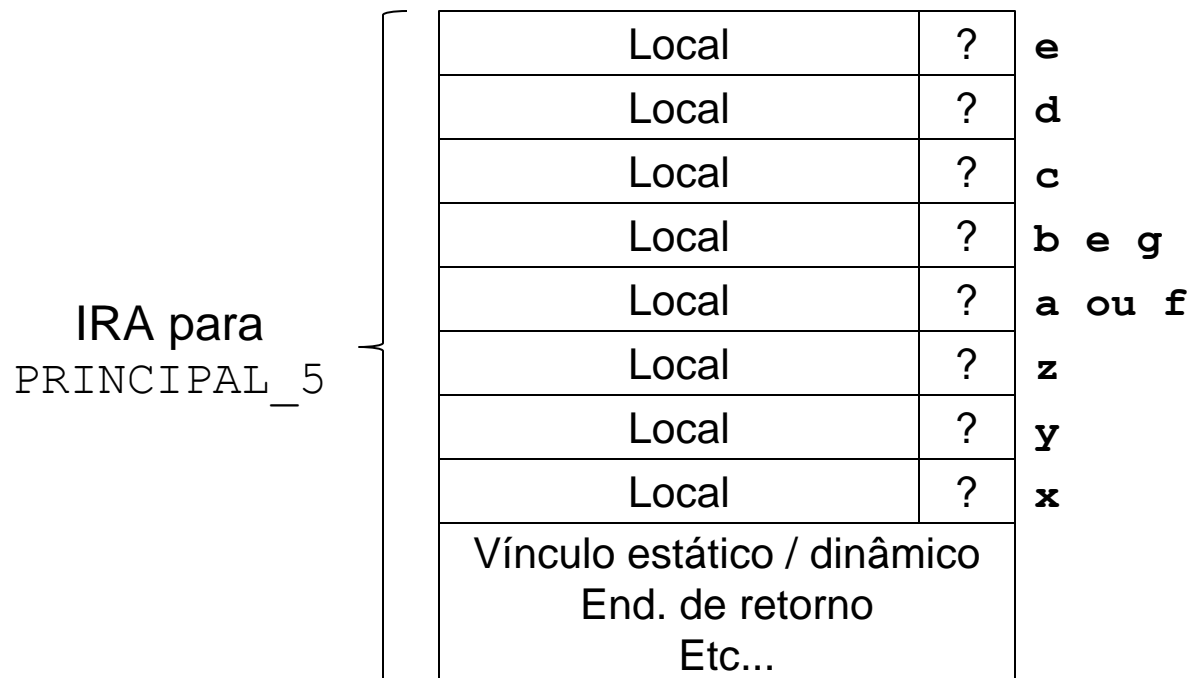 Local ? e
Local ? d
Local ? c
Local ? b e g
Local ? a ou f
IRA para
PRINCIPAL_5
Local ? z
Local ? y
Local ? x
Vínculo estático / dinâmico
End. de retorno
Etc...